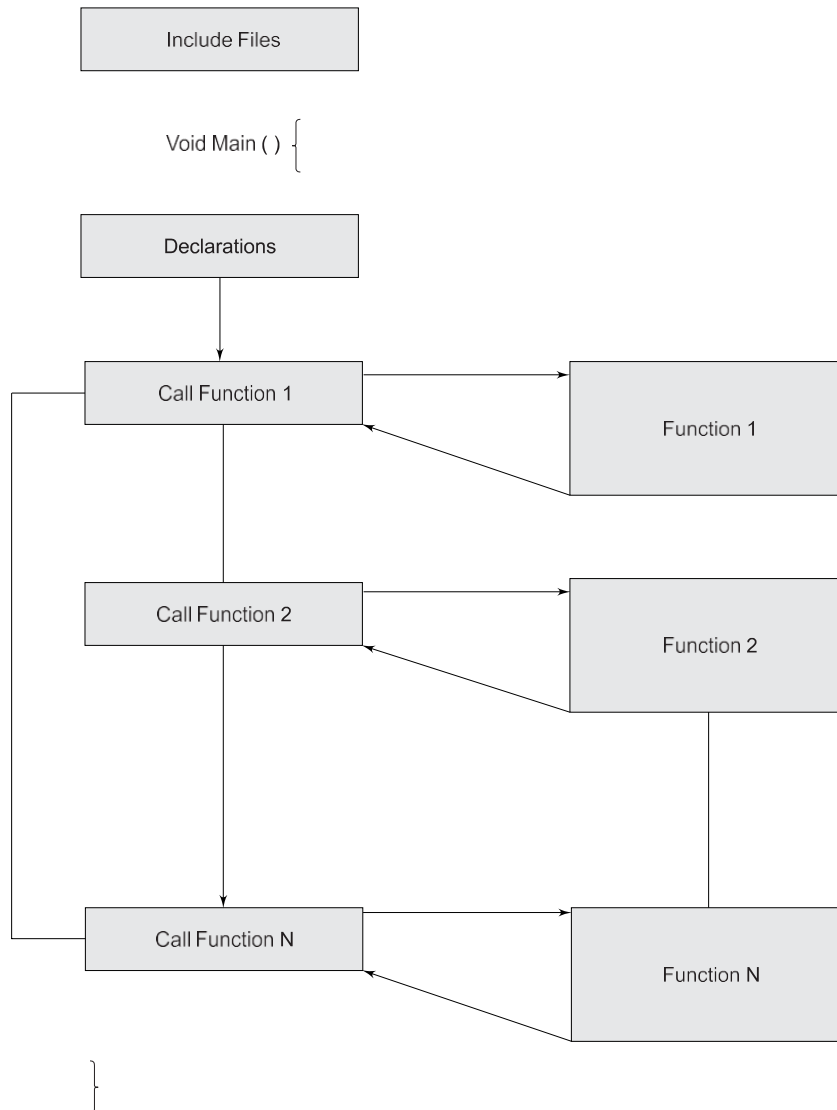 Include Files
Void Main ( ) {
Declarations
Call Function 1
Function 1
Call Function 2
Function 2
Call Function N
Function N
}